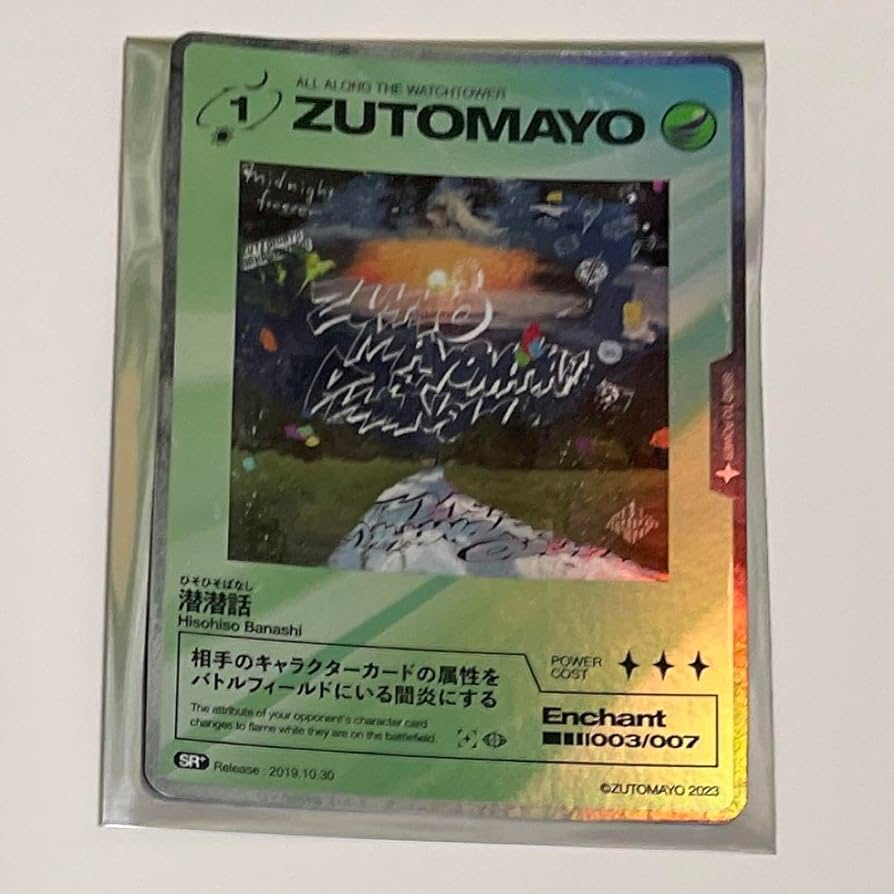 ALL ALONG THE WATCHTOWER
1
ZUTOMAYO
Midnight
SEND TO POWER
ひそひそばなし
潜潜話
Hisohiso Banashi
相手のキャラクターカードの属性を
バトルフィールドにいる間炎にする
The attribute of your opponent's character card
changes to flame while they are on the battlefield.
POWER
COST
Enchant
003/007
SR+
Release : 2019.10.30
©ZUTOMAYO 2023